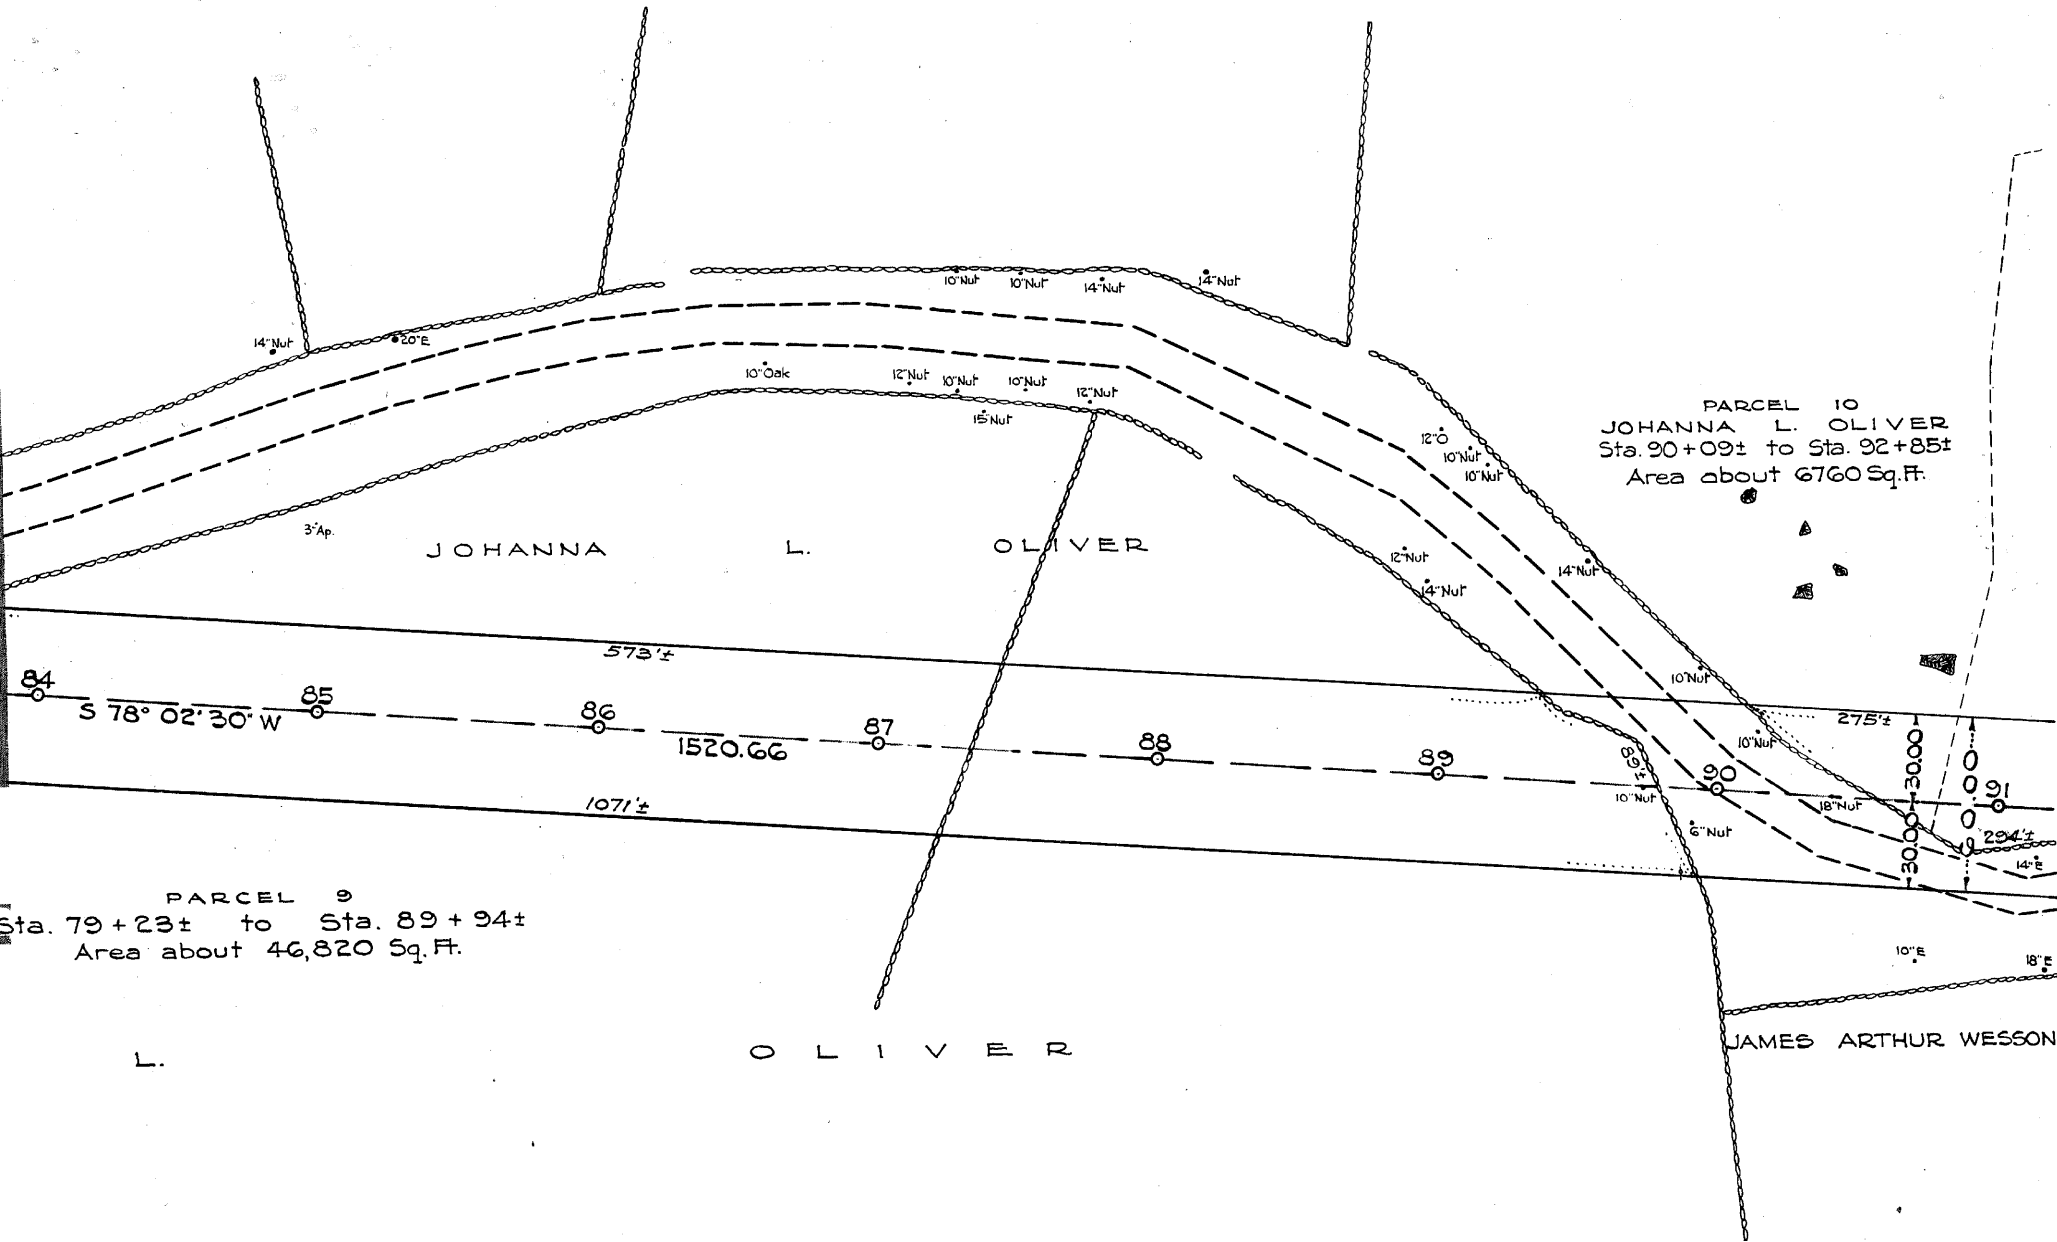 10"Nut
10"Nut
14"Nut
14"Nut
14"Nut
20"E
10"Oak
12"Nut
10"Nut
10"Nut
12"Nut
15"Nut
12"O
10"Nut
10"Nut
PARCEL 10
JOHANNA L. OLIVER
Sta. 90+09± to Sta. 92+85±
Area about 6760 Sq. Ft.
3"Ap.
JOHANNA L. OLIVER
12"Nut
14"Nut
14"Nut
573'±
10"Nut
275'±
84
S 78° 02' 30" W
85
86
1520.66
87
88
89
89'±
90
10"Nut
30.00
30.00
91
10"Nut
18"Nut
6"Nut
294'±
14"E
1071'±
PARCEL 9
Sta. 79+23± to Sta. 89+94±
Area about 46,820 Sq. Ft.
10"E
18"E
L. OLIVER
JAMES ARTHUR WESSON